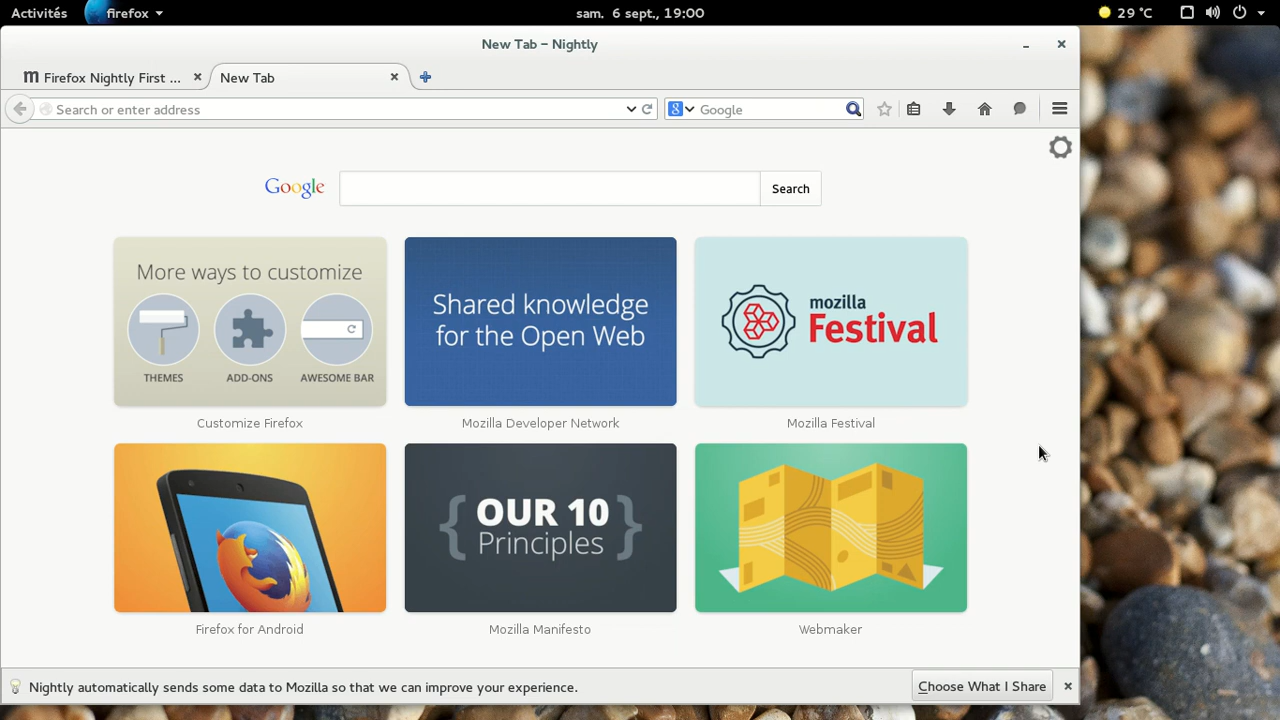 Activités
firefox
sam. 6 sept., 19:00
29 °C
New Tab – Nightly
m Firefox Nightly First ...
New Tab
Search or enter address
8 Google
Google
Search
More ways to customize
THEMES
ADD-ONS
AWESOME BAR
Shared knowledge
for the Open Web
mozilla
Festival
Customize Firefox
Mozilla Developer Network
Mozilla Festival
{ OUR 10
Principles }
Firefox for Android
Mozilla Manifesto
Webmaker
Nightly automatically sends some data to Mozilla so that we can improve your experience.
Choose What I Share